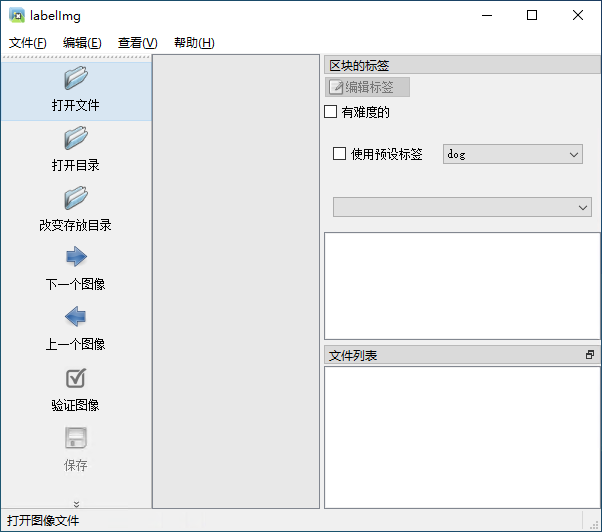 labelImg
文件(F) 编辑(E) 查看(V) 帮助(H)
打开文件
打开目录
改变存放目录
下一个图像
上一个图像
验证图像
保存
区块的标签
编辑标签
有难度的
使用预设标签 dog
文件列表
打开图像文件